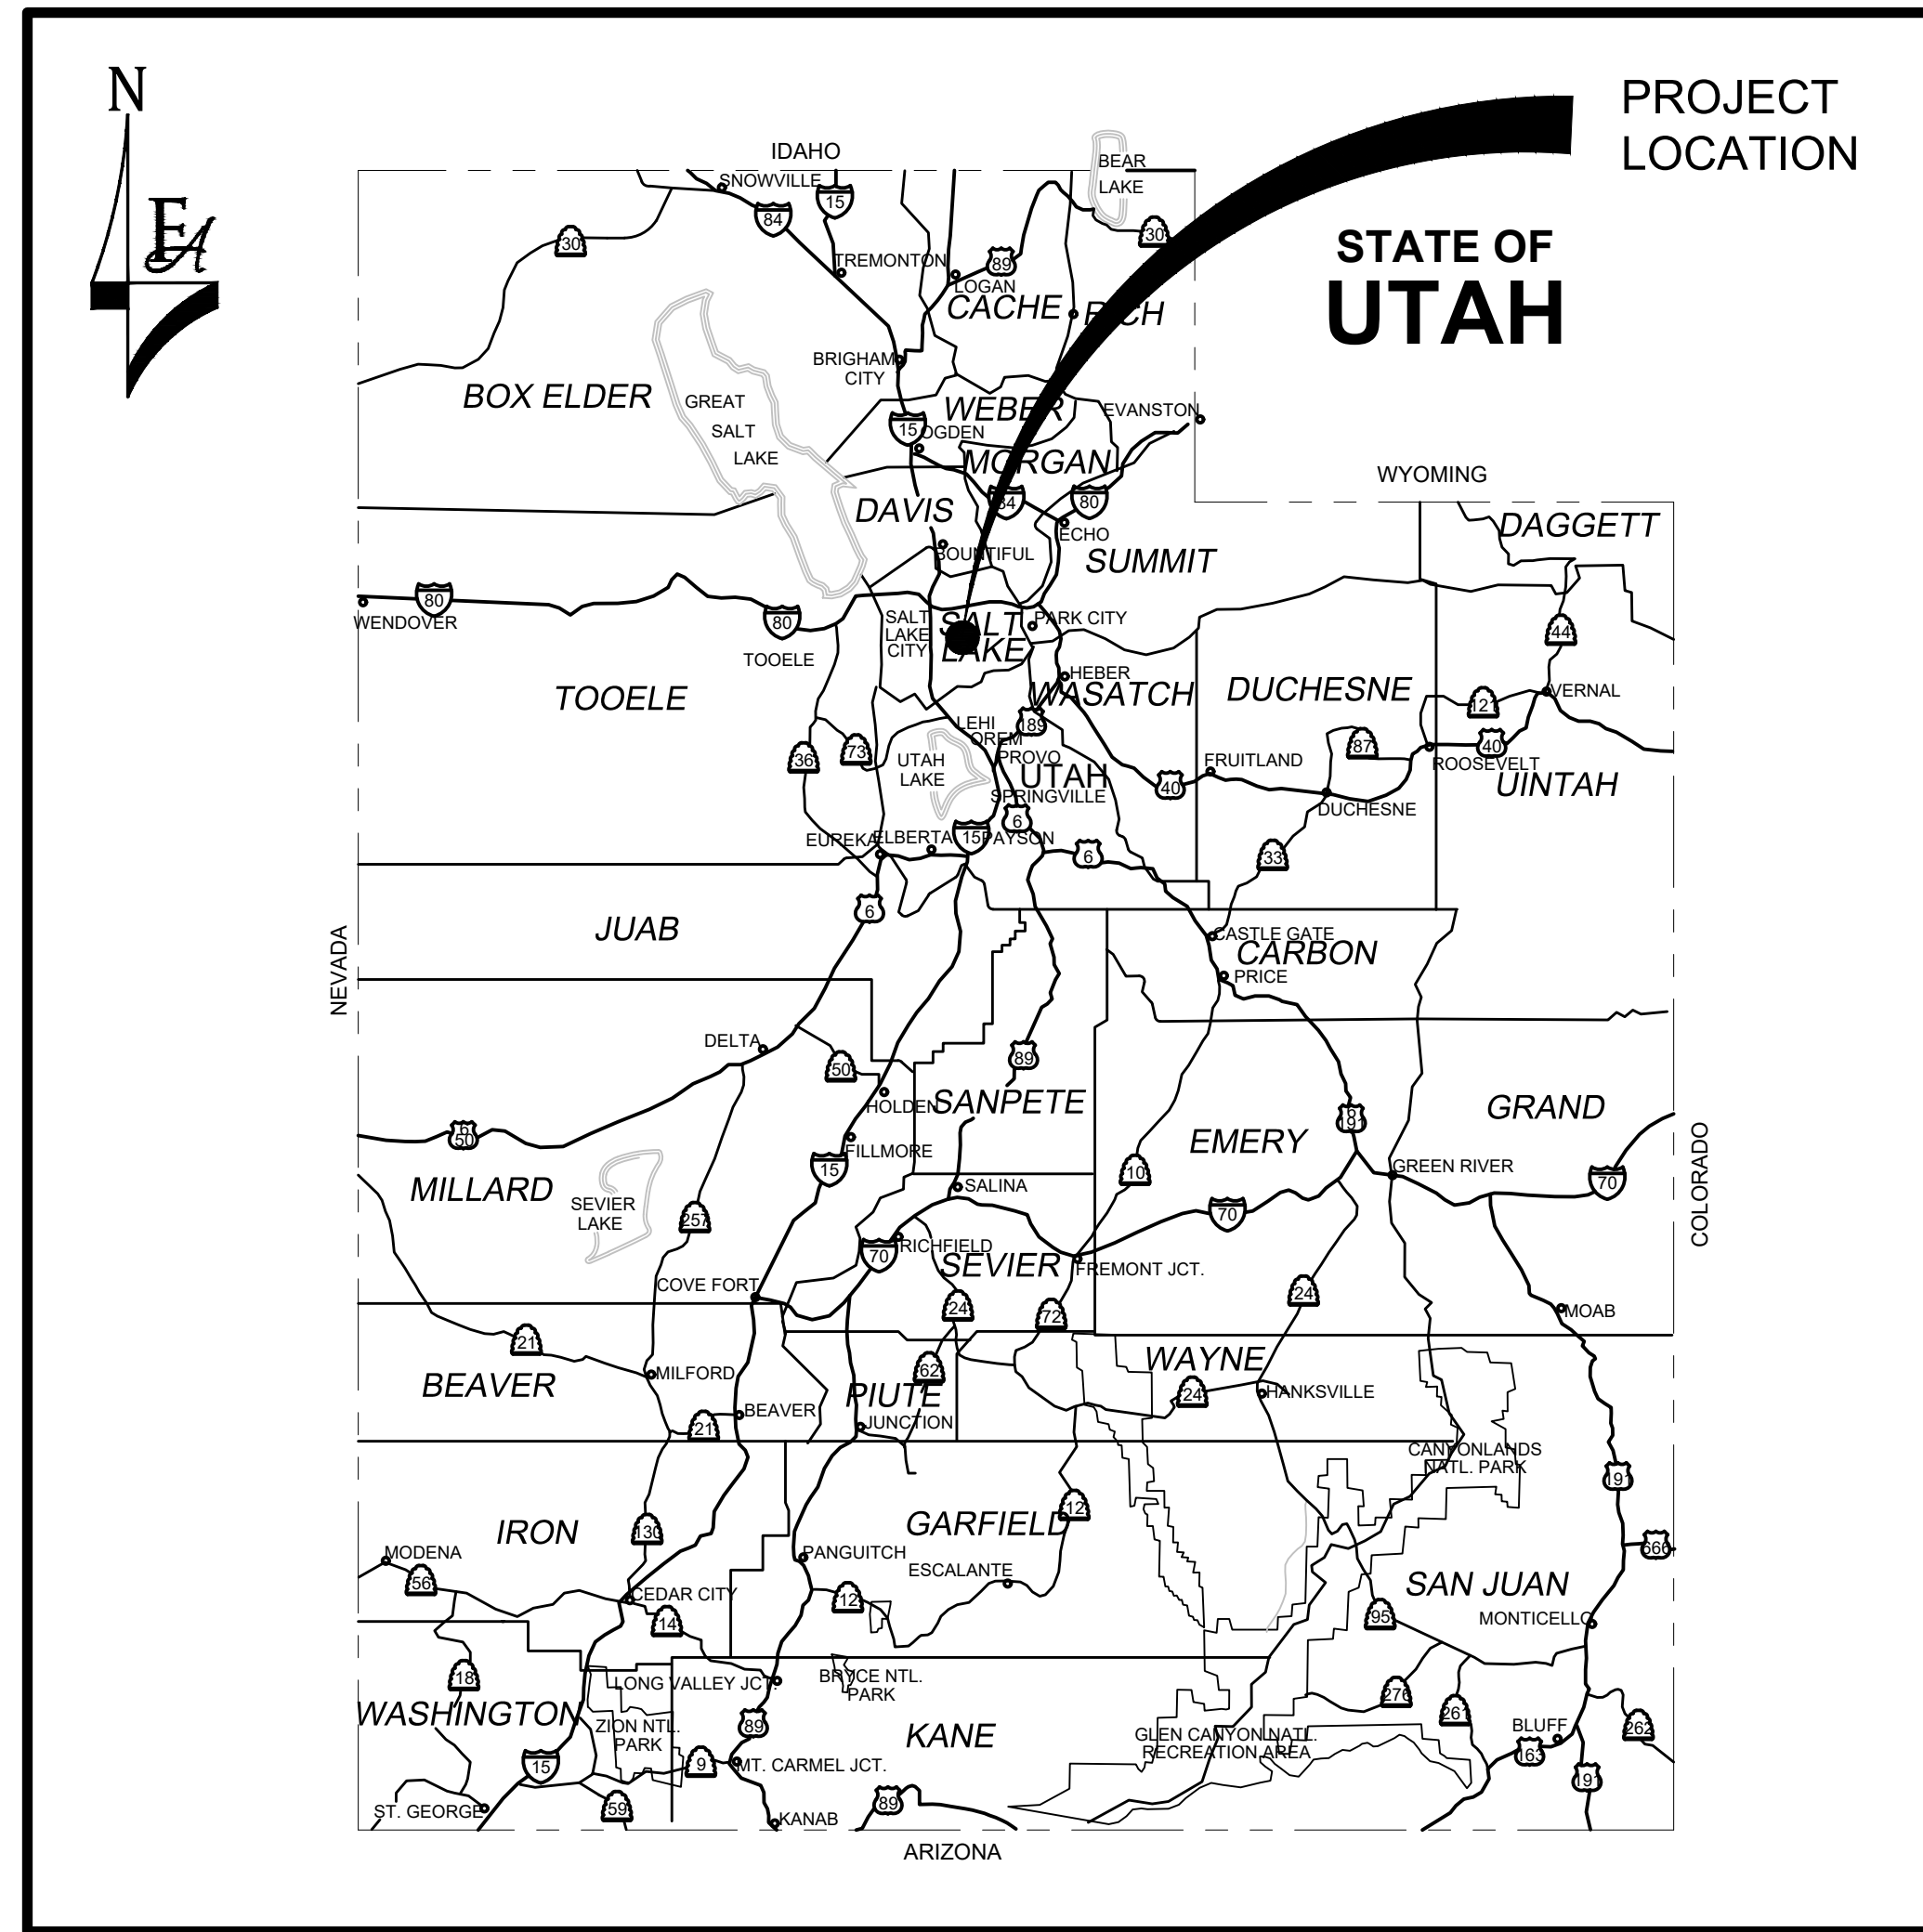 N
EA
PROJECT
LOCATION
STATE OF
UTAH
IDAHO
BEAR
LAKE
SNOWVILLE
15
84
30
30
TREMONTON
89
LOGAN
CACHE
RICH
BRIGHAM
CITY
BOX ELDER
GREAT
SALT
LAKE
WEBER
EVANSTON
15
OGDEN
MORGAN
WYOMING
84
80
DAVIS
ECHO
DAGGETT
BOUNTIFUL
SUMMIT
80
WENDOVER
80
SALT
LAKE
CITY
SALT
LAKE
PARK CITY
44
TOOELE
HEBER
TOOELE
WASATCH
DUCHESNE
VERNAL
121
LEHI
189
OREM
36
73
UTAH
LAKE
PROVO
UTAH
FRUITLAND
87
40
ROOSEVELT
UINTAH
40
SPRINGVILLE
DUCHESNE
6
EUREKA
ELBERTA
15
PAYSON
6
33
6
JUAB
CASTLE GATE
CARBON
PRICE
NEVADA
DELTA
50
89
HOLDEN
SANPETE
GRAND
6
50
6
191
EMERY
FILLMORE
15
10
GREEN RIVER
COLORADO
MILLARD
SALINA
70
SEVIER
LAKE
257
70
70
RICHFIELD
SEVIER
FREMONT JCT.
COVE FORT
24
72
24
MOAB
21
WAYNE
MILFORD
62
BEAVER
PIUTE
24
HANKSVILLE
BEAVER
21
JUNCTION
CANYONLANDS
NATL. PARK
191
12
IRON
130
GARFIELD
666
MODENA
PANGUITCH
56
ESCALANTE
SAN JUAN
CEDAR CITY
12
14
95
MONTICELLO
18
LONG VALLEY JCT.
BRYCE NTL.
PARK
276
261
WASHINGTON
ZION NTL.
PARK
89
KANE
GLEN CANYON NATL.
RECREATION AREA
BLUFF
262
163
15
9
MT. CARMEL JCT.
191
ST. GEORGE
59
89
KANAB
ARIZONA